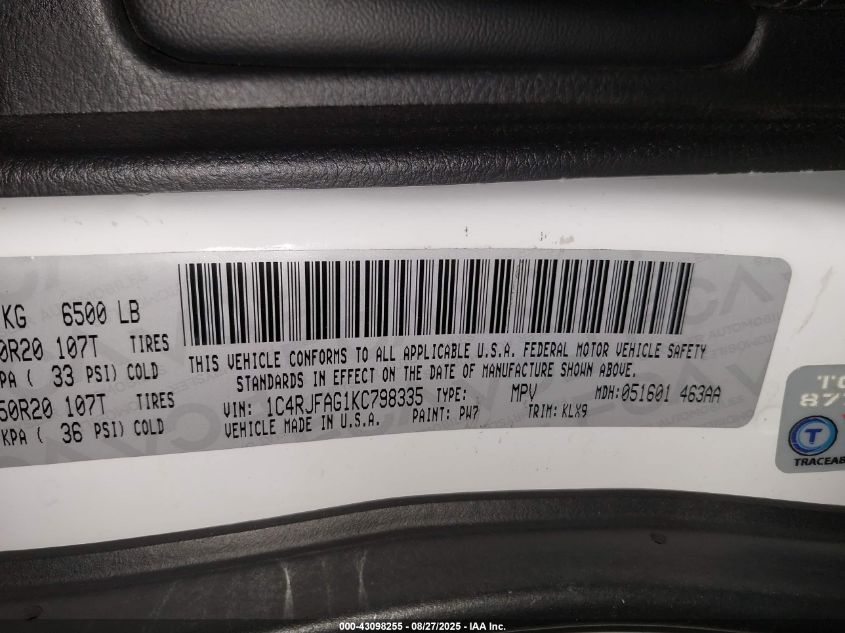 KG 6500 LB
0R20 107T TIRES
PA ( 33 PSI) COLD
50R20 107T TIRES
KPA ( 36 PSI) COLD
THIS VEHICLE CONFORMS TO ALL APPLICABLE U.S.A. FEDERAL MOTOR VEHICLE SAFETY
STANDARDS IN EFFECT ON THE DATE OF MANUFACTURE SHOWN ABOVE.
VIN: 1C4RJFAG1KC798335 TYPE: MPV MDH:051601 463AA
VEHICLE MADE IN U.S.A. PAINT: PW7 TRIM: KLX9
TO
877
T
TRACEAB
000-43098255 - 08/27/2025 - IAA Inc.